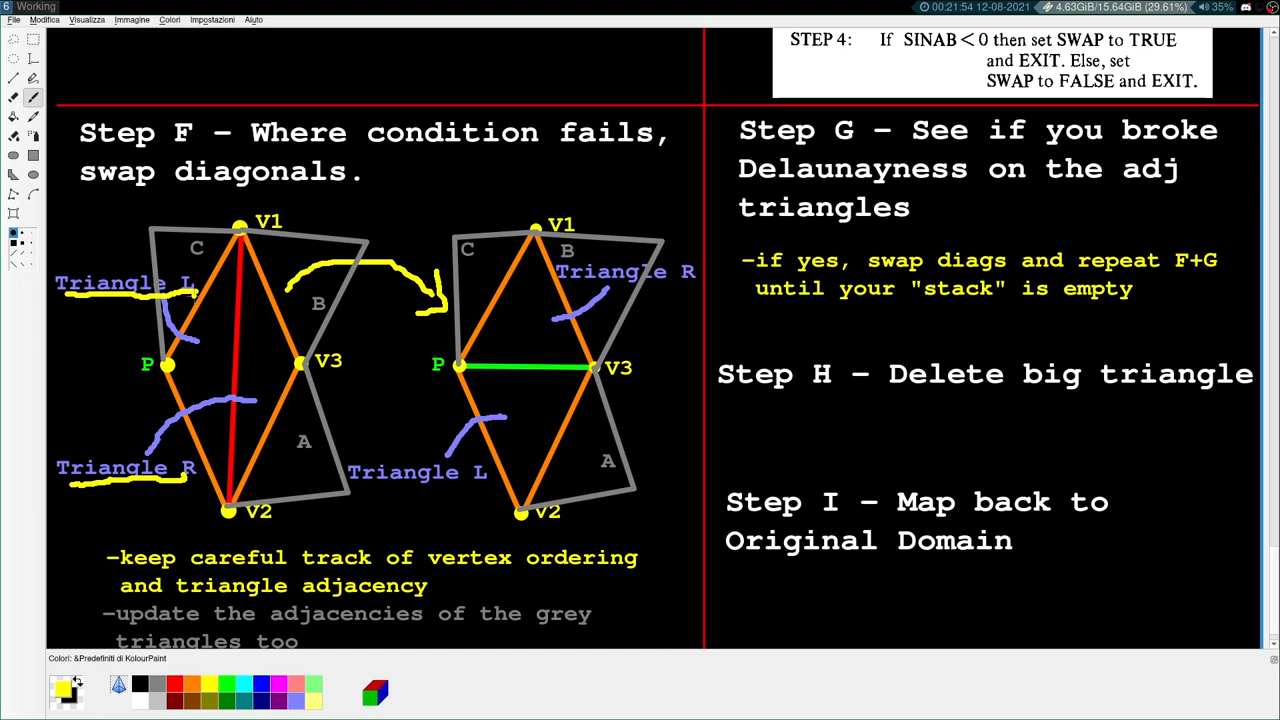 6 Working
00:21:54 12-08-2021
4.63GiB/15.64GiB (29.61%)
35%
File Modifica Visualizza Immagine Colori Impostazioni Aiuto
STEP 4: If SINAB < 0 then set SWAP to TRUE
and EXIT. Else, set
SWAP to FALSE and EXIT.
Step F - Where condition fails,
swap diagonals.
V1
C
Triangle L
B
P
V3
A
Triangle R
V2
V1
C
B
Triangle R
P
V3
A
Triangle L
V2
-keep careful track of vertex ordering
and triangle adjacency
-update the adjacencies of the grey
triangles too
Step G - See if you broke
Delaunayness on the adj
triangles
-if yes, swap diags and repeat F+G
until your "stack" is empty
Step H - Delete big triangle
Step I - Map back to
Original Domain
Colori: &Predefiniti di KolourPaint